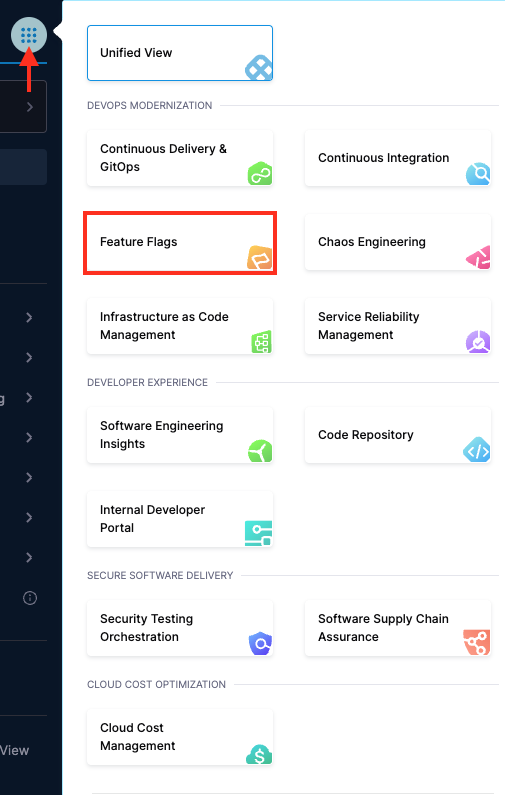 Unified View
DEVOPS MODERNIZATION
Continuous Delivery &
GitOps
Continuous Integration
Feature Flags
Chaos Engineering
Infrastructure as Code
Management
Service Reliability
Management
DEVELOPER EXPERIENCE
Software Engineering
Insights
Code Repository
Internal Developer
Portal
SECURE SOFTWARE DELIVERY
Security Testing
Orchestration
Software Supply Chain
Assurance
CLOUD COST OPTIMIZATION
Cloud Cost
Management
g
View